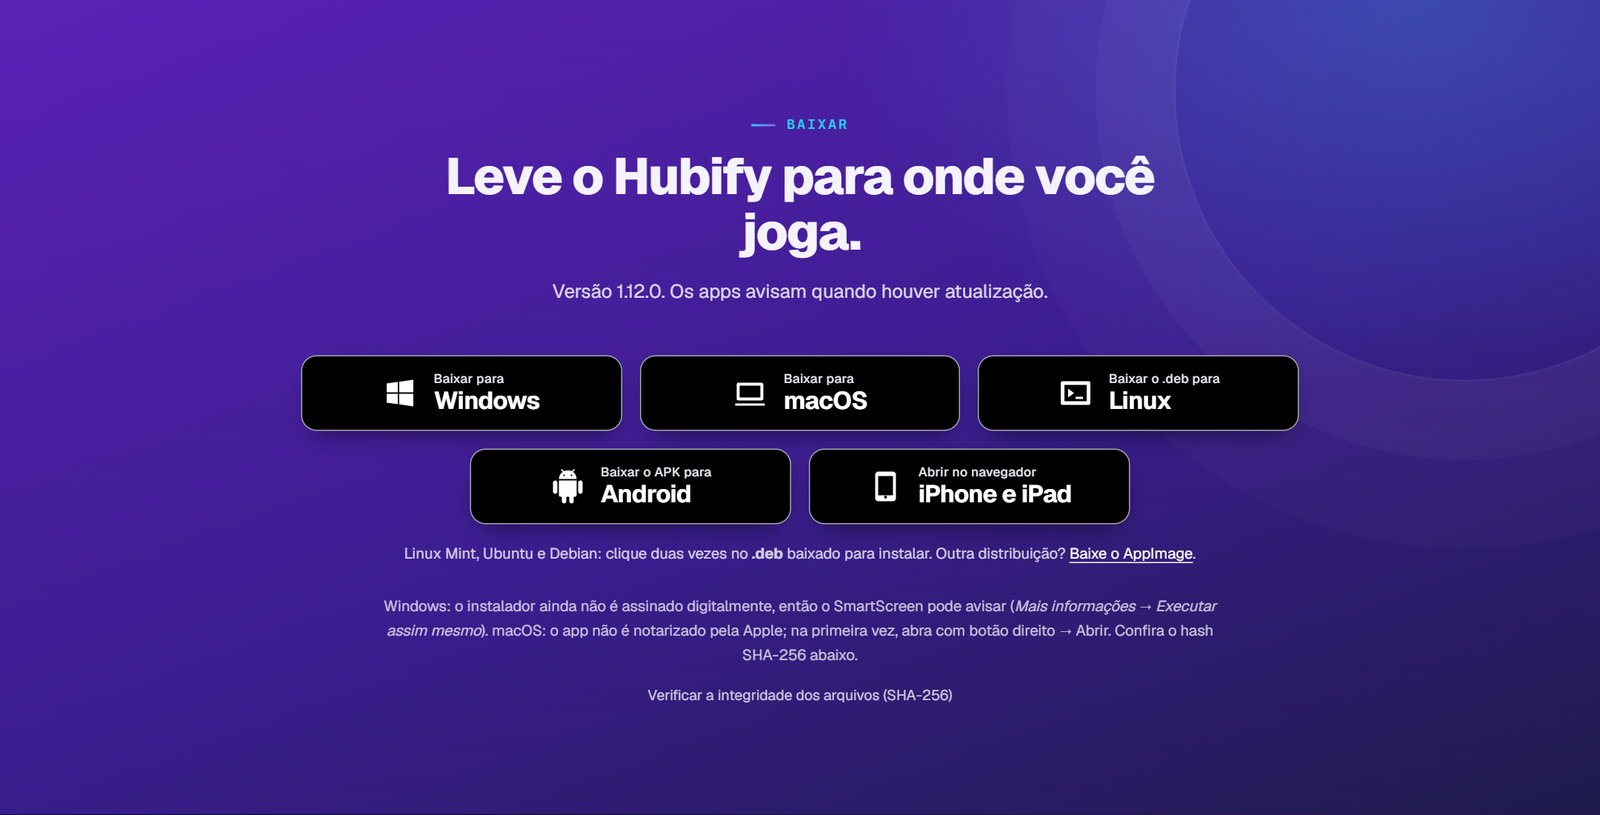 BAIXAR
Leve o Hubify para onde você
joga.
Versão 1.12.0. Os apps avisam quando houver atualização.
Baixar para
Windows
Baixar para
macOS
Baixar o .deb para
Linux
Baixar o APK para
Android
Abrir no navegador
iPhone e iPad
Linux Mint, Ubuntu e Debian: clique duas vezes no .deb baixado para instalar. Outra distribuição? Baixe o AppImage.
Windows: o instalador ainda não é assinado digitalmente, então o SmartScreen pode avisar (Mais informações → Executar
assim mesmo). macOS: o app não é notarizado pela Apple; na primeira vez, abra com botão direito → Abrir. Confira o hash
SHA-256 abaixo.
Verificar a integridade dos arquivos (SHA-256)